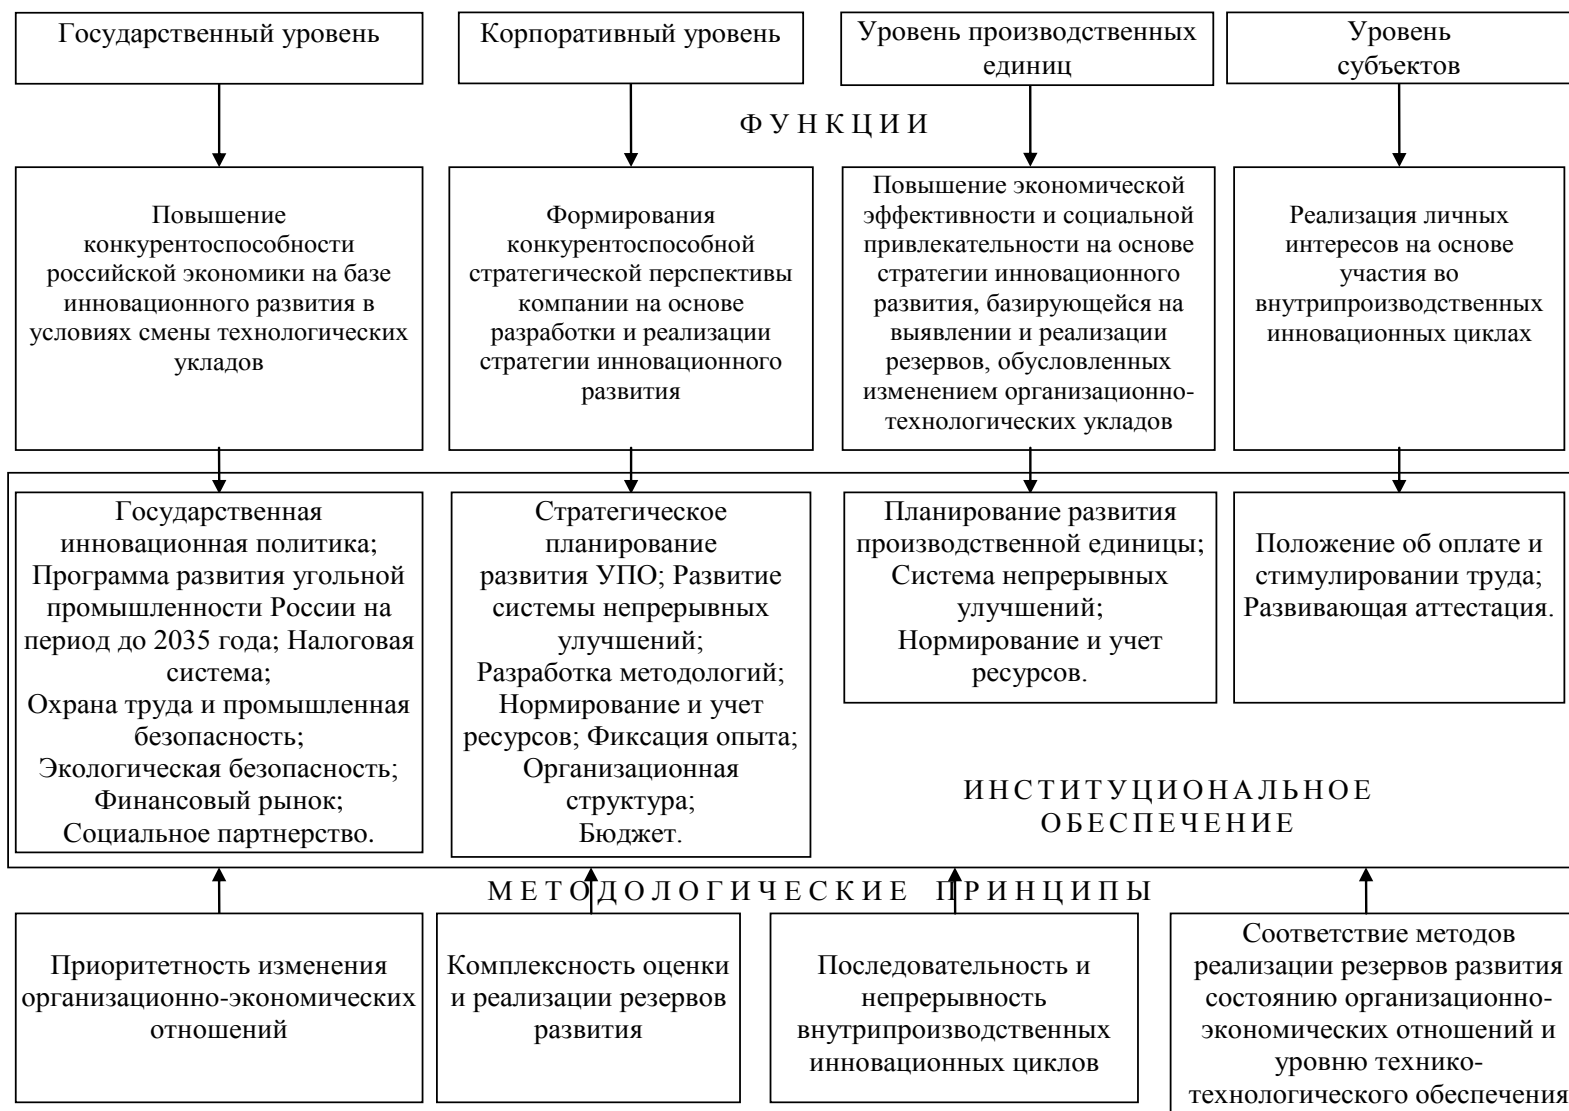 Государственный уровень
Корпоративный уровень
Уровень производственных
единиц
Уровень
субъектов
ФУНКЦИИ
Повышение
конкурентоспособности
российской экономики на базе
инновационного развития в
условиях смены технологических
укладов
Формирования
конкурентоспособной
стратегической перспективы
компании на основе
разработки и реализации
стратегии инновационного
развития
Повышение экономической
эффективности и социальной
привлекательности на основе
стратегии инновационного
развития, базирующейся на
выявлении и реализации
резервов, обусловленных
изменением организационно-
технологических укладов
Реализация личных
интересов на основе
участия во
внутрипроизводственных
инновационных циклах
Государственная
инновационная политика;
Программа развития угольной
промышленности России на
период до 2035 года; Налоговая
система;
Охрана труда и промышленная
безопасность;
Экологическая безопасность;
Финансовый рынок;
Социальное партнерство.
Стратегическое
планирование
развития УПО; Развитие
системы непрерывных
улучшений;
Разработка методологий;
Нормирование и учет
ресурсов; Фиксация опыта;
Организационная
структура;
Бюджет.
Планирование развития
производственной единицы;
Система непрерывных
улучшений;
Нормирование и учет
ресурсов.
Положение об оплате и
стимулировании труда;
Развивающая аттестация.
ИНСТИТУЦИОНАЛЬНОЕ
ОБЕСПЕЧЕНИЕ
МЕТОДОЛОГИЧЕСКИЕ ПРИНЦИПЫ
Приоритетность изменения
организационно-экономических
отношений
Комплексность оценки
и реализации резервов
развития
Последовательность и
непрерывность
внутрипроизводственных
инновационных циклов
Соответствие методов
реализации резервов развития
состоянию организационно-
экономических отношений и
уровню технико-
технологического обеспечения